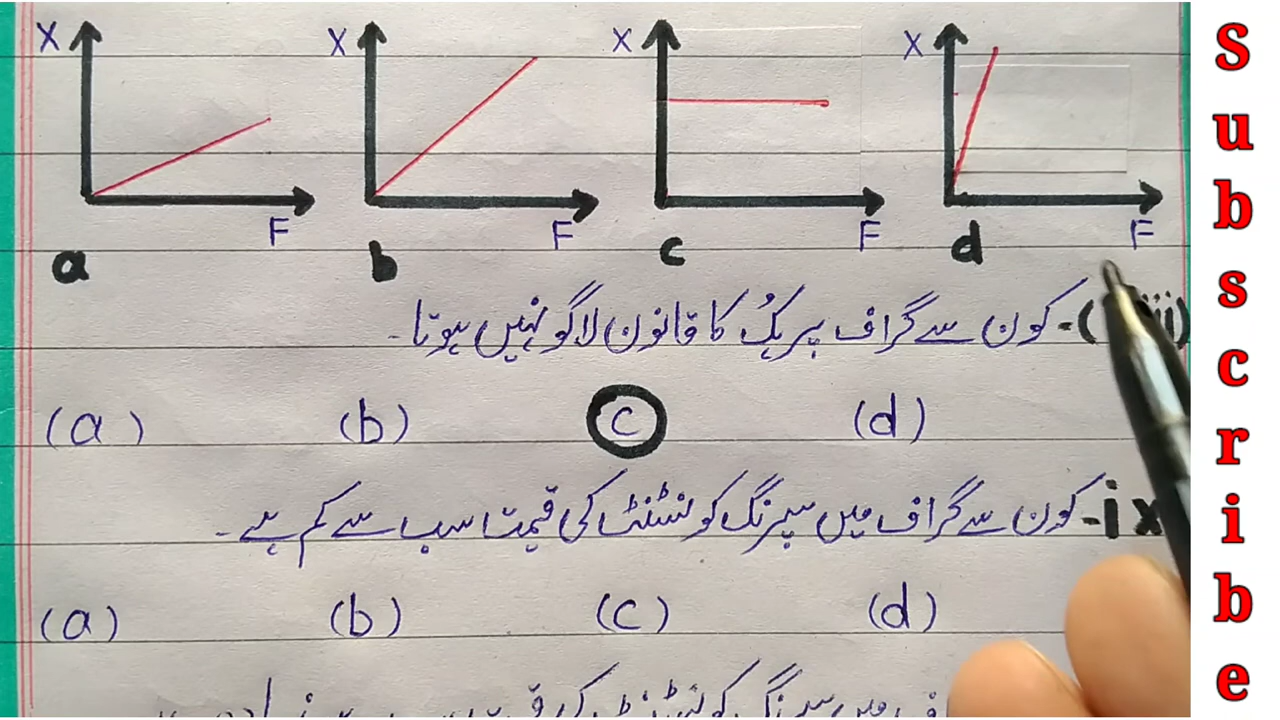 X X X X
F F F F
a b c d
(viii)-کون سے گراف پر ہُک کا قانون لاگو نہیں ہوتا۔
(a) (b) (c) (d)
ix-کون سے گراف میں سپرنگ کونسٹنٹ کی قیمت سب سے کم ہے۔
(a) (b) (c) (d)
Subscribe